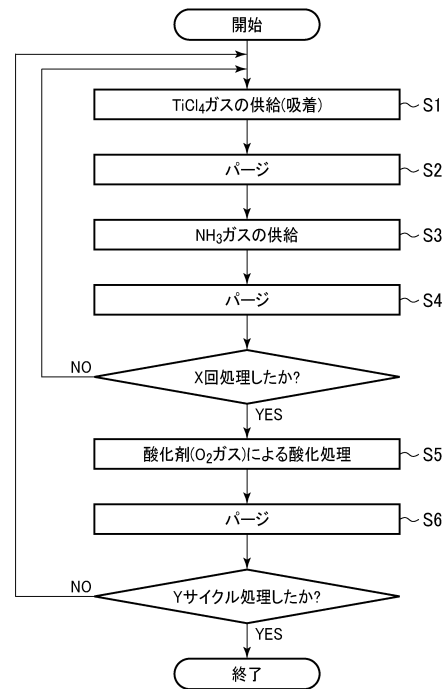 開始
TiCl₄ガスの供給(吸着)
S1
パージ
S2
NH₃ガスの供給
S3
パージ
S4
X回処理したか?
NO
YES
酸化剤(O₂ガス)による酸化処理
S5
パージ
S6
Yサイクル処理したか?
NO
YES
終了